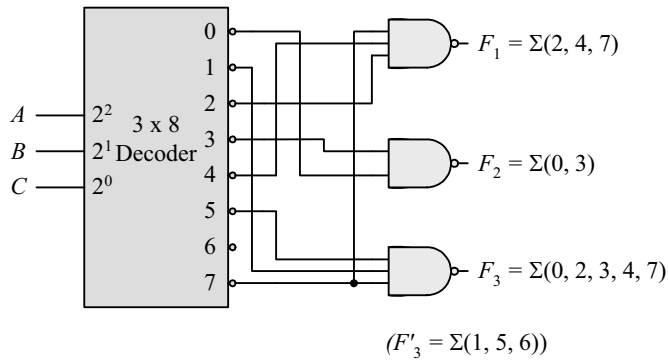 0
F₁ = Σ(2, 4, 7)
1
2
A 2²
3 x 8
B 2¹ Decoder
3
F₂ = Σ(0, 3)
C 2⁰
4
5
6
F₃ = Σ(0, 2, 3, 4, 7)
7
(F′₃ = Σ(1, 5, 6))